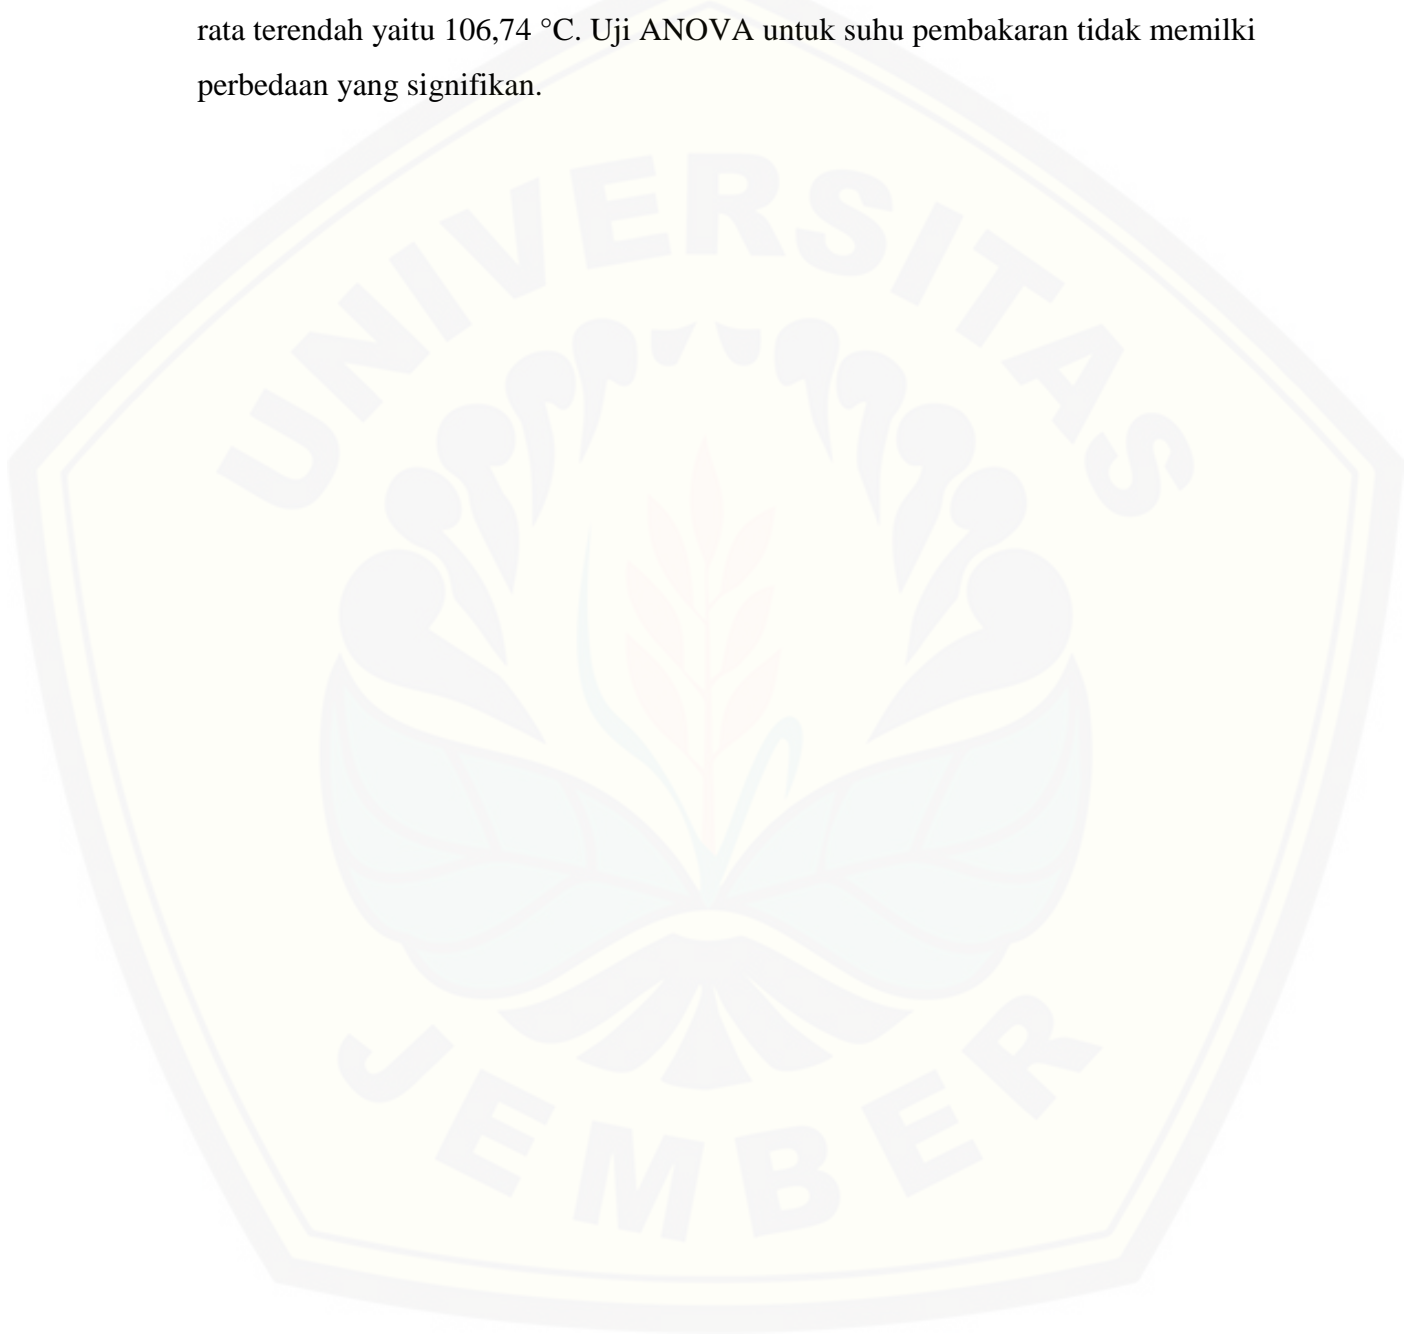 rata terendah yaitu 106,74 °C. Uji ANOVA untuk suhu pembakaran tidak memilki
perbedaan yang signifikan.
UNIVERSITAS
JEMBER